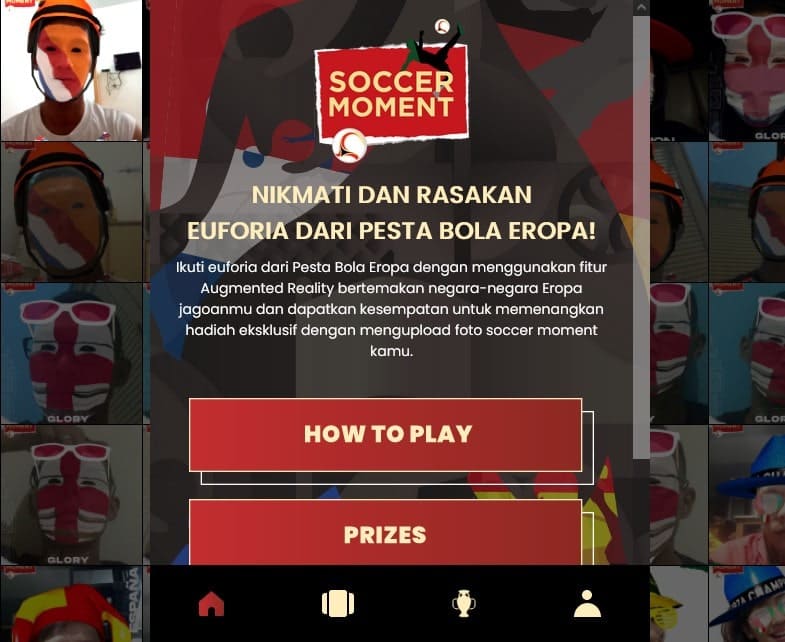 SOCCER
MOMENT
NIKMATI DAN RASAKAN
EUFORIA DARI PESTA BOLA EROPA!
Ikuti euforia dari Pesta Bola Eropa dengan menggunakan fitur
Augmented Reality bertemakan negara-negara Eropa
jagoanmu dan dapatkan kesempatan untuk memenangkan
hadiah eksklusif dengan mengupload foto soccer moment
kamu.
HOW TO PLAY
PRIZES
GLORY
GLORY
ESPAÑA